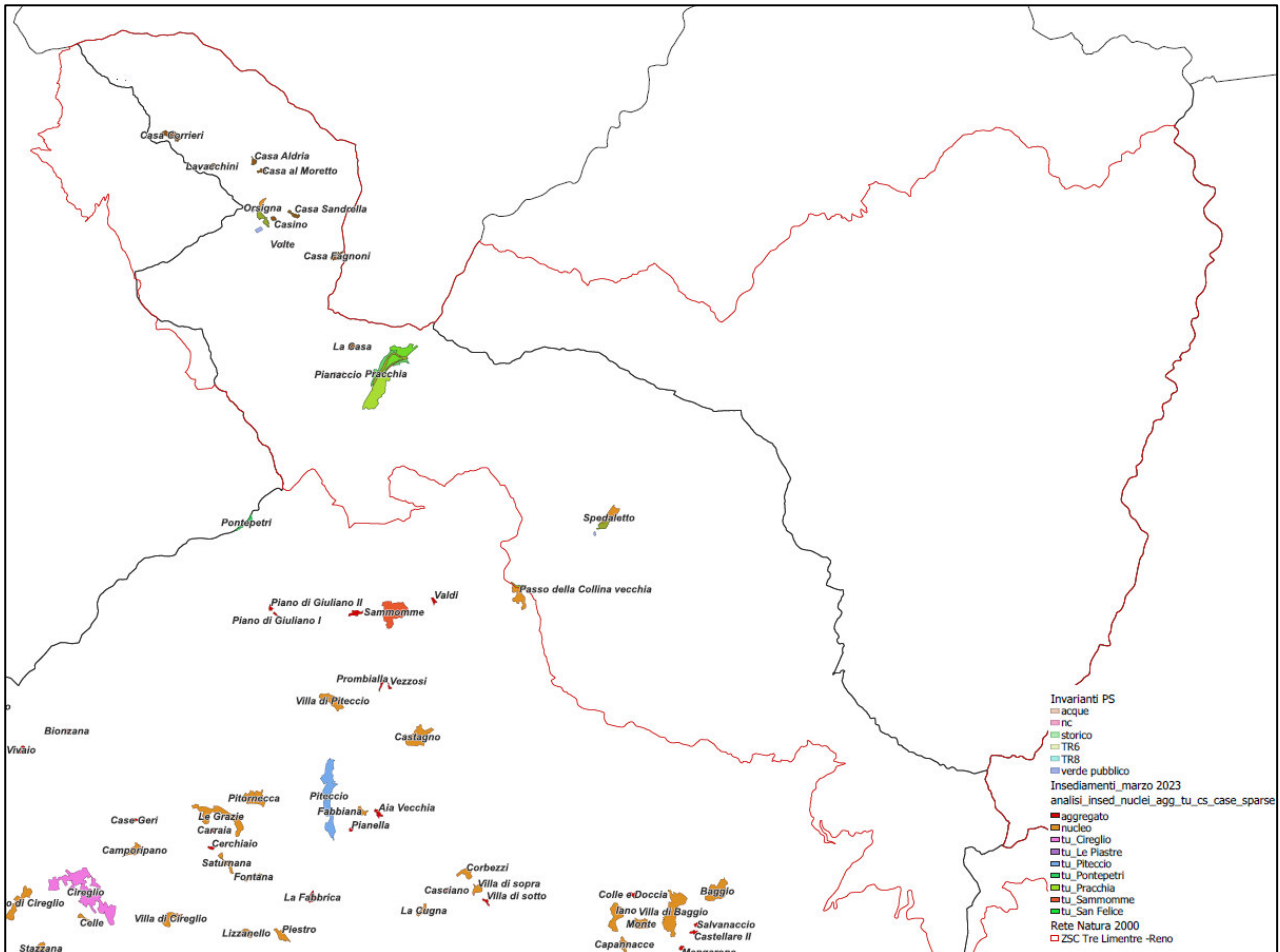 Casa Corrieri
Casa Aldria
Lavacchini
Casa al Moretto
Orsigna
Casa Sandrella
Casino
Volte
Casa Fagnoni
La Casa
Pianaccio Pracchia
Spedaletto
Pontepetri
Passo della Collina vecchia
Valdi
Piano di Giuliano II
Sammomme
Piano di Giuliano I
Prombialla Vezzosi
Villa di Piteccio
Bionzana
Castagno
Vivaio
Pitornecca
Piteccio
Fabbiana
Aia Vecchia
Le Grazie
Case Geri
Carraia
Pianella
Cerchiaio
Camporipano
Saturnana
Fontana
Corbezzi
Casciano
Villa di sopra
Villa di sotto
Cireglio
La Fabbrica
Colle e Doccia
Baggio
o di Cireglio
La Cugna
Iano
Villa di Baggio
Celle
Villa di Cireglio
Monte
Salvanaccio
Lizzanello
Piestro
Castellare II
Stazzana
Capannacce
Invarianti PS
acque
nc
storico
TR6
TR8
verde pubblico
Insediamenti_marzo 2023
analisi_insed_nuclei_agg_tu_cs_case_sparse
aggregato
nucleo
tu_Cireglio
tu_Le Piastre
tu_Piteccio
tu_Pontepetri
tu_Pracchia
tu_Sammomme
tu_San Felice
Rete Natura 2000
ZSC Tre Limentre -Reno